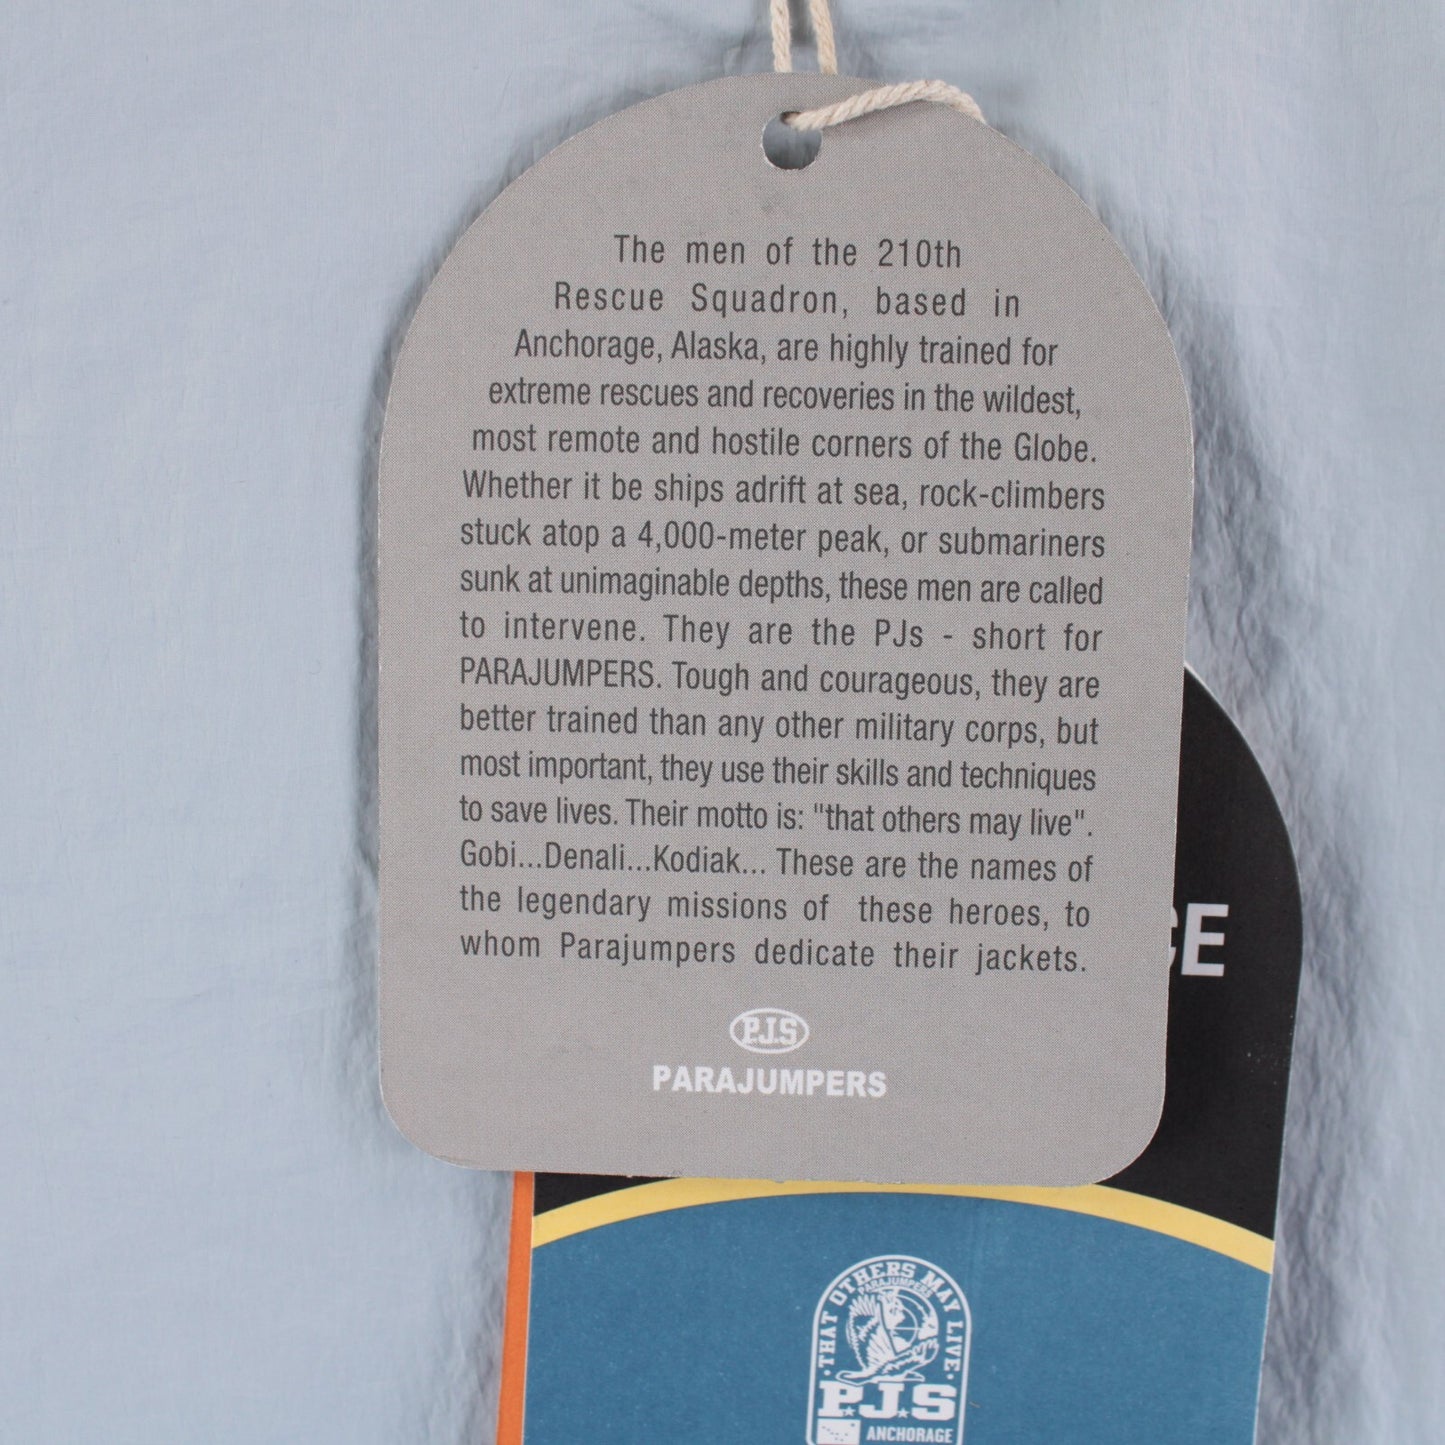 The men of the 210th
Rescue Squadron, based in
Anchorage, Alaska, are highly trained for
extreme rescues and recoveries in the wildest,
most remote and hostile corners of the Globe.
Whether it be ships adrift at sea, rock-climbers
stuck atop a 4,000-meter peak, or submariners
sunk at unimaginable depths, these men are called
to intervene. They are the PJs - short for
PARAJUMPERS. Tough and courageous, they are
better trained than any other military corps, but
most important, they use their skills and techniques
to save lives. Their motto is: "that others may live".
Gobi...Denali...Kodiak... These are the names of
the legendary missions of these heroes, to
whom Parajumpers dedicate their jackets.
P.J.S
PARAJUMPERS
THAT OTHERS MAY LIVE
PARAJUMPERS
P.J.S
ANCHORAGE